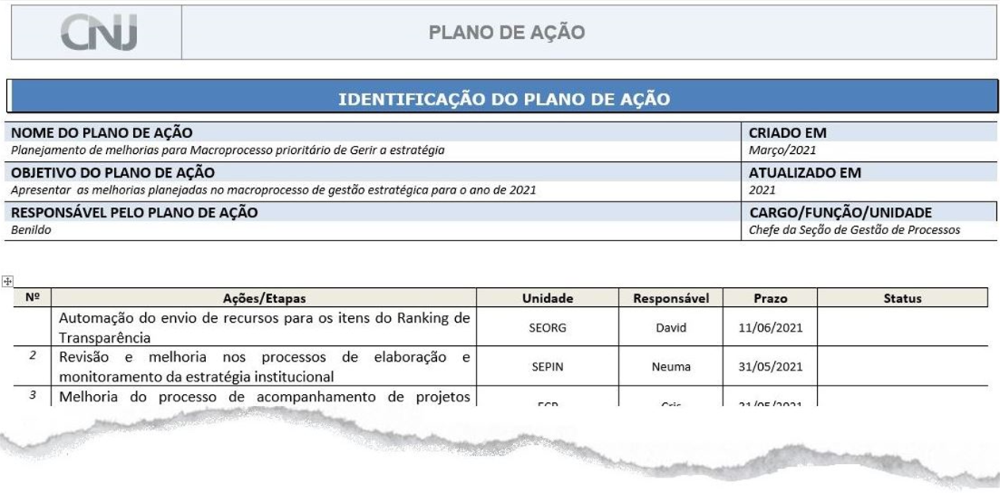 CNJ
PLANO DE AÇÃO
IDENTIFICAÇÃO DO PLANO DE AÇÃO
NOME DO PLANO DE AÇÃO CRIADO EM
Planejamento de melhorias para Macroprocesso prioritário de Gerir a estratégia Março/2021
OBJETIVO DO PLANO DE AÇÃO ATUALIZADO EM
Apresentar as melhorias planejadas no macroprocesso de gestão estratégica para o ano de 2021 2021
RESPONSÁVEL PELO PLANO DE AÇÃO CARGO/FUNÇÃO/UNIDADE
Benildo Chefe da Seção de Gestão de Processos
Nº Ações/Etapas Unidade Responsável Prazo Status
Automação do envio de recursos para os itens do Ranking de
Transparência SEORG David 11/06/2021
2 Revisão e melhoria nos processos de elaboração e
monitoramento da estratégia institucional SEPIN Neuma 31/05/2021
3 Melhoria do processo de acompanhamento de projetos